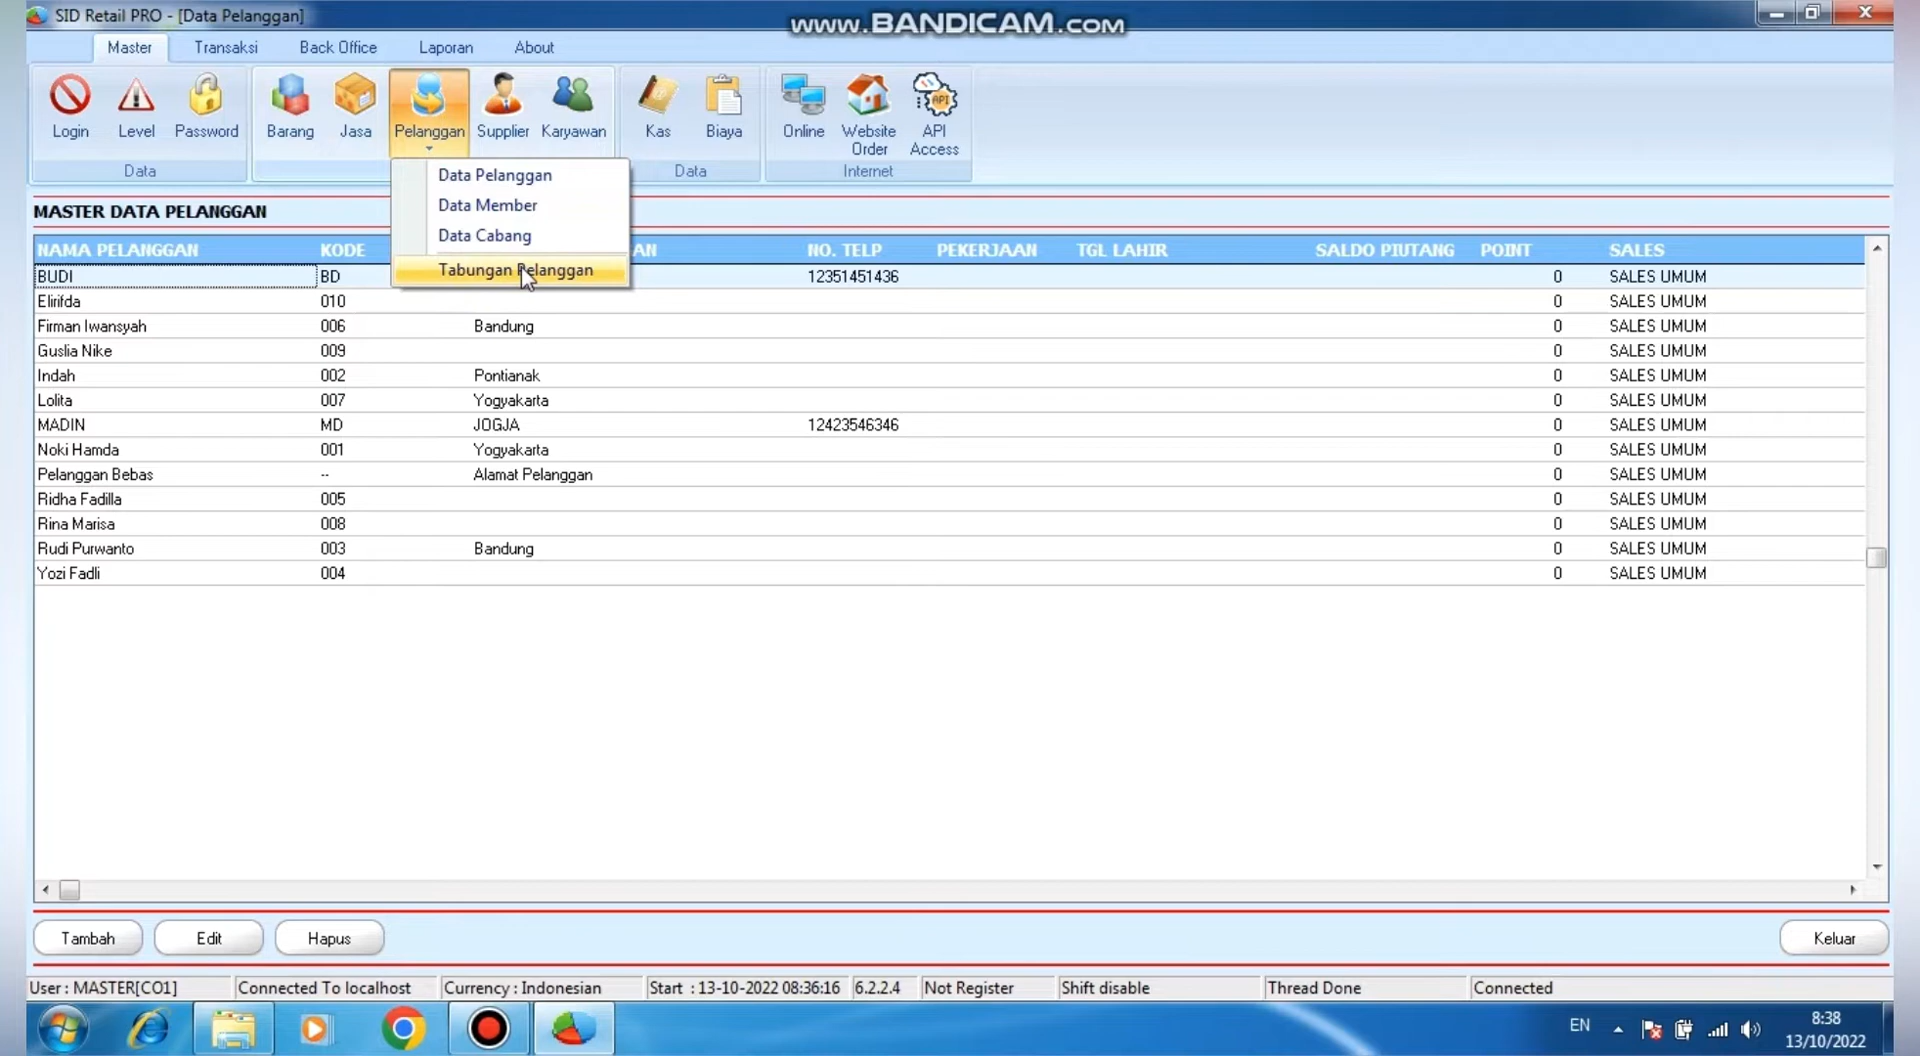 SID Retail PRO - [Data Pelanggan]
www.BANDICAM.com
Master Transaksi Back Office Laporan About
Login Level Password Barang Jasa Pelanggan Supplier Karyawan Kas Biaya Online Website Order API Access
Data Data Internet
Data Pelanggan
Data Member
Data Cabang
Tabungan Pelanggan
MASTER DATA PELANGGAN
NAMA PELANGGAN KODE AN NO. TELP PEKERJAAN TGL LAHIR SALDO PIUTANG POINT SALES
BUDI BD 12351451436 0 SALES UMUM
Elirifda 010 0 SALES UMUM
Firman Iwansyah 006 Bandung 0 SALES UMUM
Guslia Nike 009 0 SALES UMUM
Indah 002 Pontianak 0 SALES UMUM
Lolita 007 Yogyakarta 0 SALES UMUM
MADIN MD JOGJA 12423546346 0 SALES UMUM
Noki Hamda 001 Yogyakarta 0 SALES UMUM
Pelanggan Bebas -- Alamat Pelanggan 0 SALES UMUM
Ridha Fadilla 005 0 SALES UMUM
Rina Marisa 008 0 SALES UMUM
Rudi Purwanto 003 Bandung 0 SALES UMUM
Yozi Fadli 004 0 SALES UMUM
Tambah Edit Hapus Keluar
User : MASTER[CO1] Connected To localhost Currency : Indonesian Start : 13-10-2022 08:36:16 6.2.2.4 Not Register Shift disable Thread Done Connected
EN 8:38
13/10/2022